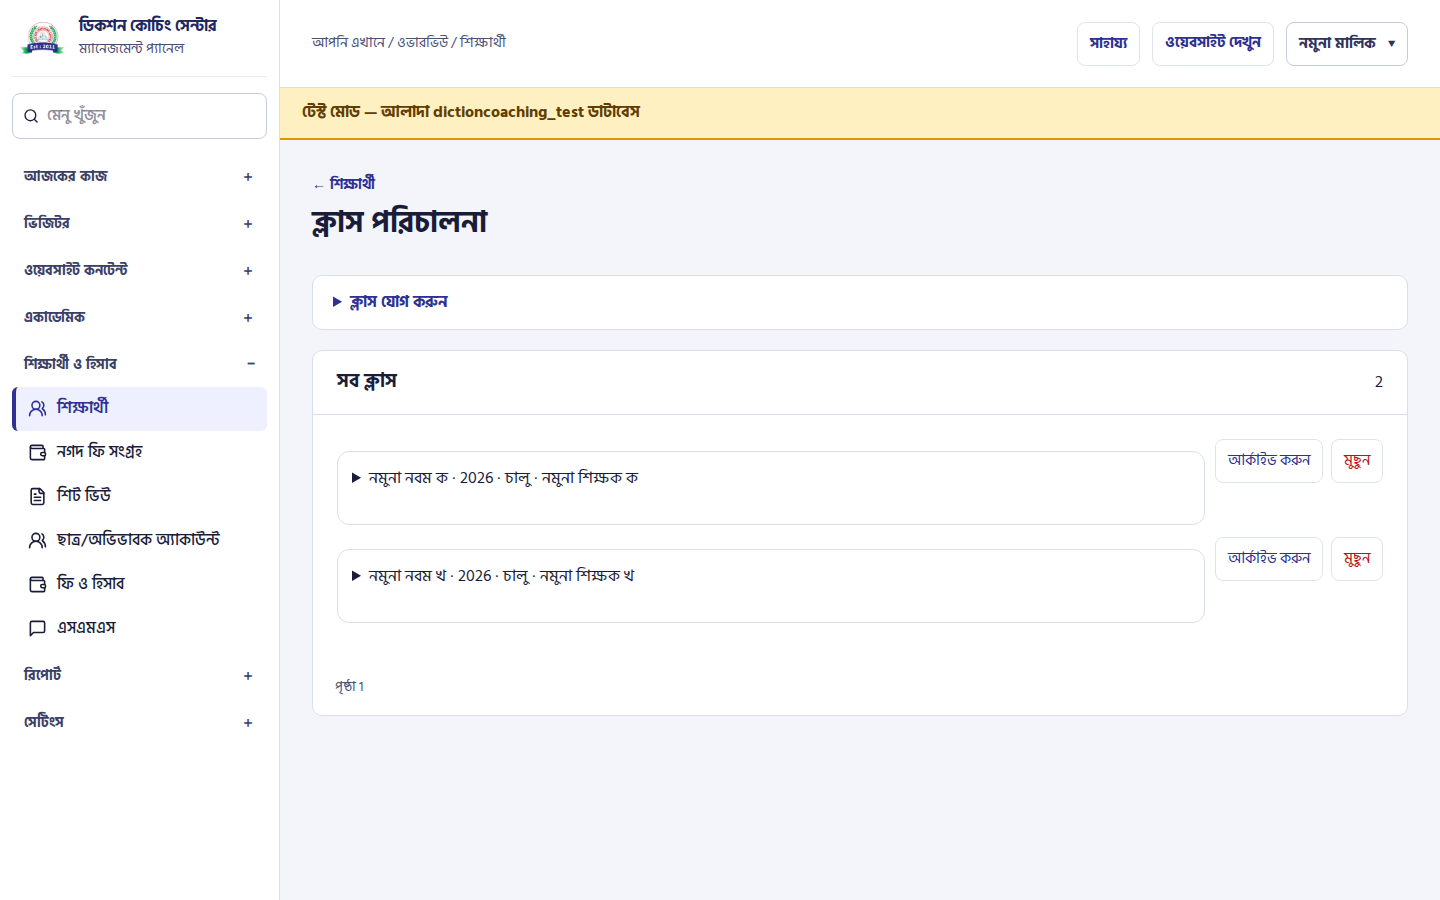 ডিকশন কোচিং সেন্টার
ম্যানেজমেন্ট প্যানেল
Est : 2011
মেনু খুঁজুন
আজকের কাজ +
ভিজিটর +
ওয়েবসাইট কনটেন্ট +
একাডেমিক +
শিক্ষার্থী ও হিসাব −
শিক্ষার্থী
নগদ ফি সংগ্রহ
শিট ভিউ
ছাত্র/অভিভাবক অ্যাকাউন্ট
ফি ও হিসাব
এসএমএস
রিপোর্ট +
সেটিংস +
আপনি এখানে / ওভারভিউ / শিক্ষার্থী
সাহায্য
ওয়েবসাইট দেখুন
নমুনা মালিক ▾
টেস্ট মোড — আলাদা dictioncoaching_test ডাটাবেস
← শিক্ষার্থী
ক্লাস পরিচালনা
▶ ক্লাস যোগ করুন
সব ক্লাস 2
▶ নমুনা নবম ক · 2026 · চালু · নমুনা শিক্ষক ক
আর্কাইভ করুন মুছুন
▶ নমুনা নবম খ · 2026 · চালু · নমুনা শিক্ষক খ
আর্কাইভ করুন মুছুন
পৃষ্ঠা 1